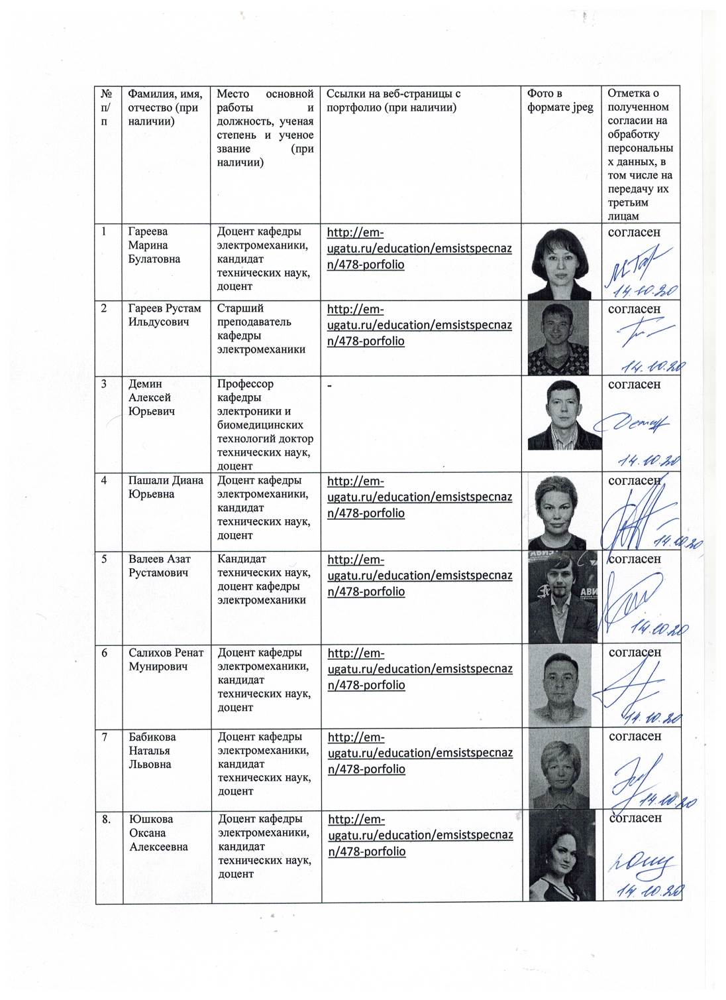 №
п/
п
Фамилия, имя,
отчество (при
наличии)
Место основной
работы и
должность, ученая
степень и ученое
звание (при
наличии)
Ссылки на веб-страницы с
портфолио (при наличии)
Фото в
формате jpeg
Отметка о
полученном
согласии на
обработку
персональны
х данных, в
том числе на
передачу их
третьим
лицам
1
Гареева
Марина
Булатовна
Доцент кафедры
электромеханики,
кандидат
технических наук,
доцент
http://em-
ugatu.ru/education/emsistspecnaz
n/478-porfolio
согласен
14.10.20
2
Гареев Рустам
Ильдусович
Старший
преподаватель
кафедры
электромеханики
http://em-
ugatu.ru/education/emsistspecnaz
n/478-porfolio
согласен
14.10.20
3
Демин
Алексей
Юрьевич
Профессор
кафедры
электроники и
биомедицинских
технологий доктор
технических наук,
доцент
-
согласен
14.10.20
4
Пашали Диана
Юрьевна
Доцент кафедры
электромеханики,
кандидат
технических наук,
доцент
http://em-
ugatu.ru/education/emsistspecnaz
n/478-porfolio
согласен
14.10.20
5
Валеев Азат
Рустамович
Кандидат
технических наук,
доцент кафедры
электромеханики
http://em-
ugatu.ru/education/emsistspecnaz
n/478-porfolio
АВИ
согласен
14.10.20
6
Салихов Ренат
Мунирович
Доцент кафедры
электромеханики,
кандидат
технических наук,
доцент
http://em-
ugatu.ru/education/emsistspecnaz
n/478-porfolio
согласен
14.10.20
7
Бабикова
Наталья
Львовна
Доцент кафедры
электромеханики,
кандидат
технических наук,
доцент
http://em-
ugatu.ru/education/emsistspecnaz
n/478-porfolio
согласен
14.10.20
8.
Юшкова
Оксана
Алексеевна
Доцент кафедры
электромеханики,
кандидат
технических наук,
доцент
http://em-
ugatu.ru/education/emsistspecnaz
n/478-porfolio
согласен
14.10.20